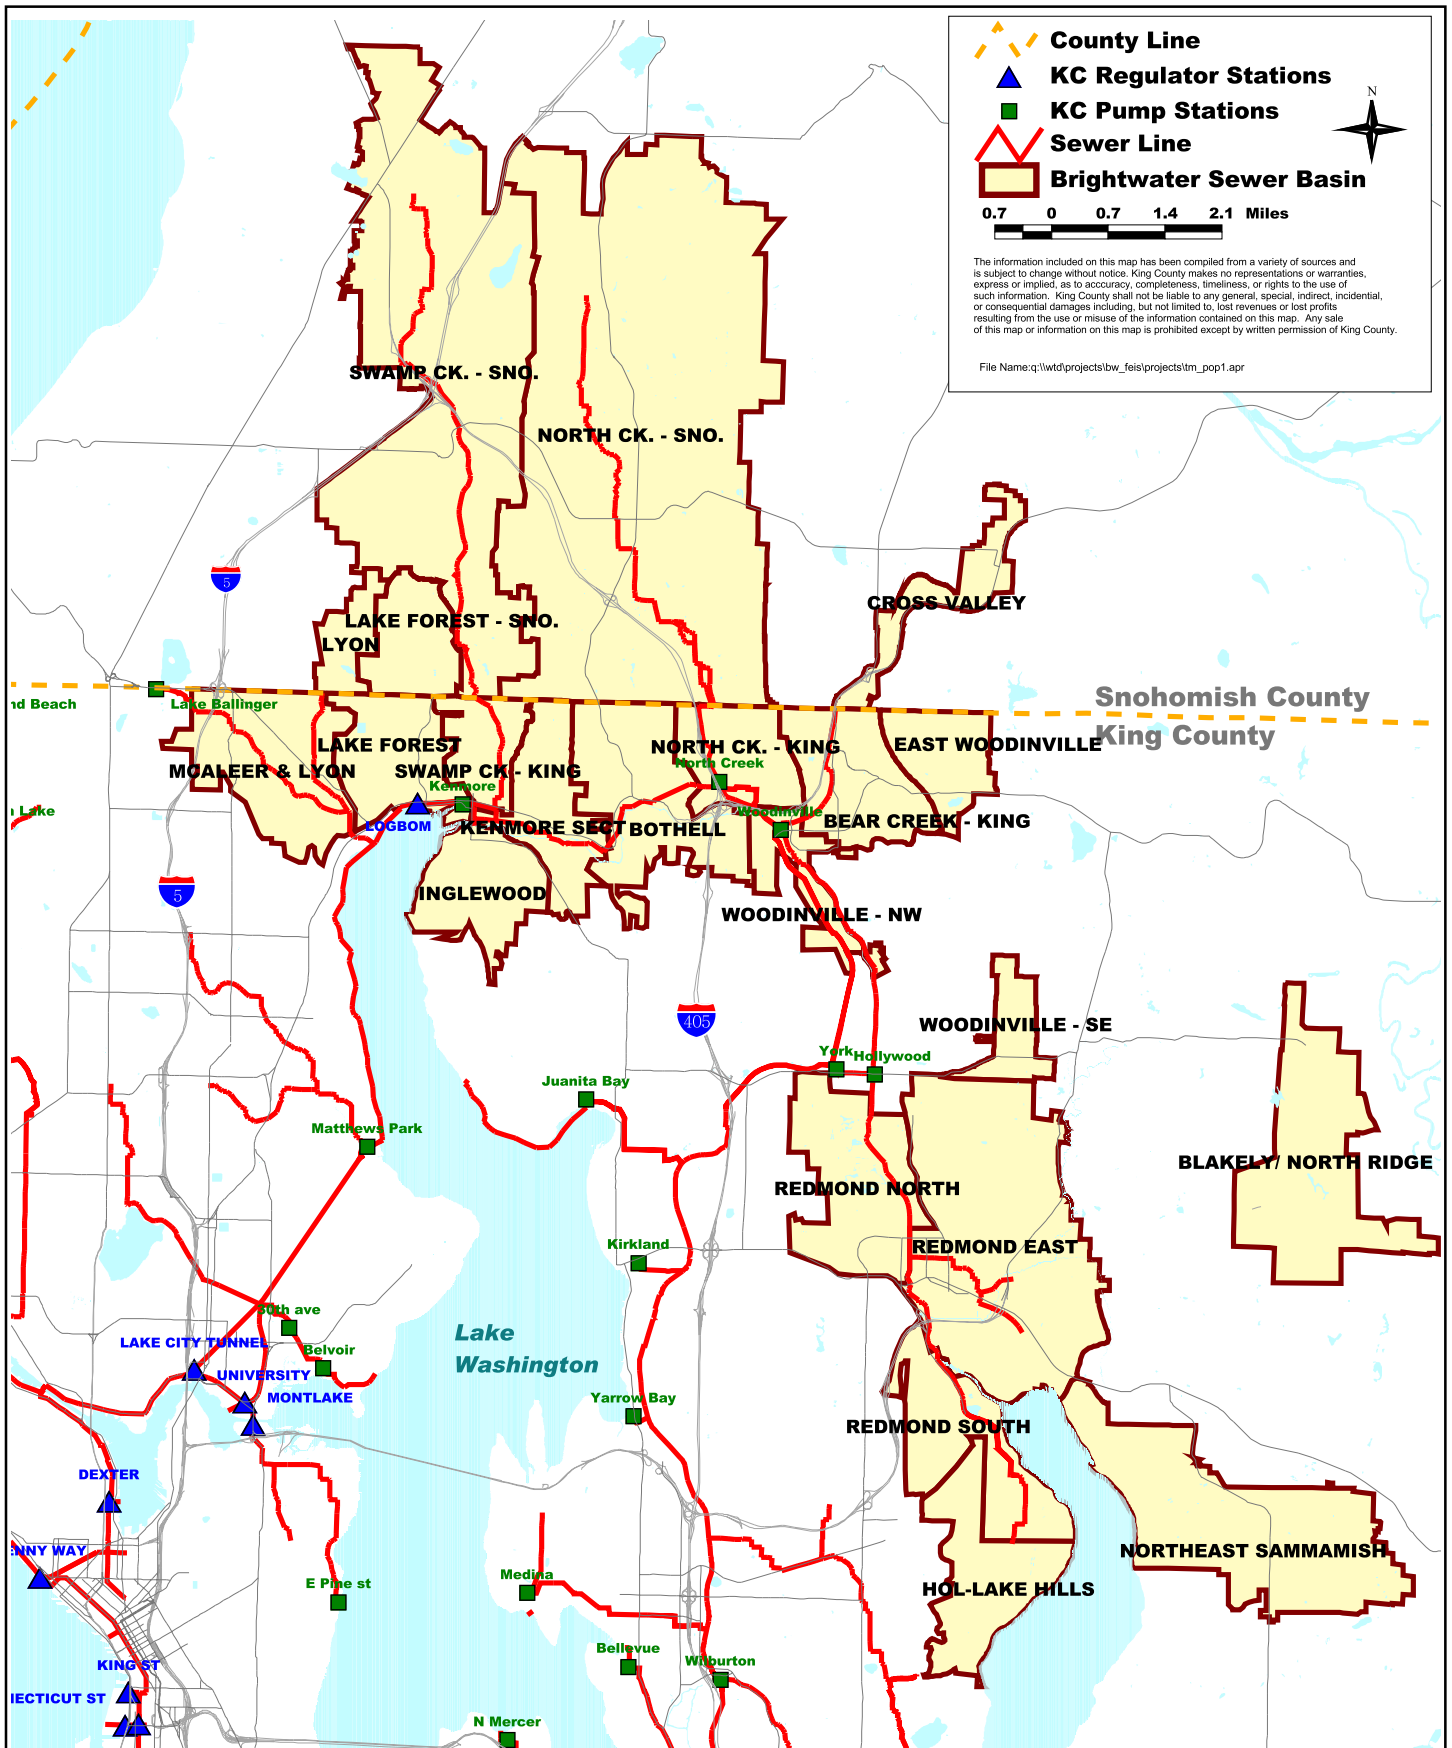 County Line
KC Regulator Stations
KC Pump Stations
Sewer Line
Brightwater Sewer Basin
N
0.7 0 0.7 1.4 2.1 Miles
The information included on this map has been compiled from a variety of sources and
is subject to change without notice. King County makes no representations or warranties,
express or implied, as to acccuracy, completeness, timeliness, or rights to the use of
such information. King County shall not be liable to any general, special, indirect, incidental,
or consequential damages including, but not limited to, lost revenues or lost profits
resulting from the use or misuse of the information contained on this map. Any sale
of this map or information on this map is prohibited except by written permission of King County.
File Name:q:\\wtd\projects\bw_feis\projects\tm_pop1.apr
SWAMP CK. - SNO.
NORTH CK. - SNO.
5
CROSS VALLEY
LAKE FOREST - SNO.
LYON
Snohomish County
King County
nd Beach
Lake Ballinger
LAKE FOREST
NORTH CK. - KING
EAST WOODINVILLE
North Creek
MCALEER & LYON
SWAMP CK - KING
Kenmore
Lake
Woodinville
LOGBOM
KENMORE SECT
BOTHELL
BEAR CREEK - KING
5
INGLEWOOD
WOODINVILLE - NW
405
WOODINVILLE - SE
York
Hollywood
Juanita Bay
Matthews Park
BLAKELY/ NORTH RIDGE
REDMOND NORTH
Kirkland
REDMOND EAST
30th ave
Lake
Washington
LAKE CITY TUNNEL
Belvoir
UNIVERSITY
MONTLAKE
Yarrow Bay
REDMOND SOUTH
DEXTER
ENNY WAY
NORTHEAST SAMMAMISH
E Pine st
Medina
HOL-LAKE HILLS
Bellevue
Wilburton
KING ST
NECTICUT ST
N Mercer